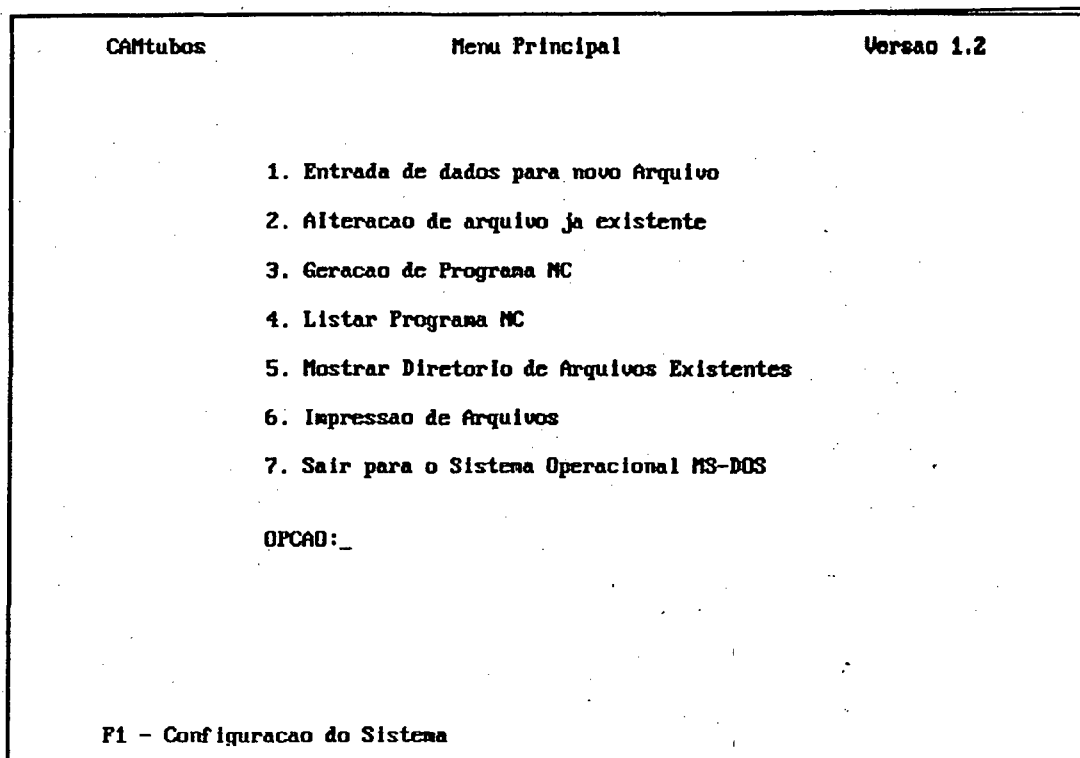 CAMtubos Menu Principal Versao 1.2
1. Entrada de dados para novo Arquivo
2. Alteracao de arquivo ja existente
3. Geracao de Programa NC
4. Listar Programa NC
5. Mostrar Diretorio de Arquivos Existentes
6. Impressao de Arquivos
7. Sair para o Sistema Operacional MS-DOS
OPCAO:_
F1 - Configuracao do Sistema